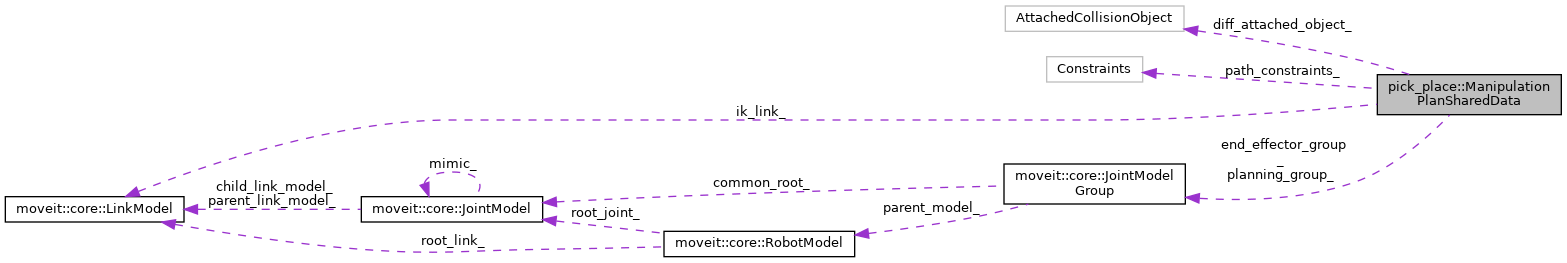 AttachedCollisionObject
diff_attached_object_
Constraints
path_constraints_
pick_place::Manipulation
PlanSharedData
ik_link_
end_effector_group
_
planning_group_
mimic_
moveit::core::JointModel
Group
common_root_
child_link_model_
parent_link_model_
moveit::core::LinkModel
moveit::core::JointModel
root_joint_
parent_model_
root_link_
moveit::core::RobotModel